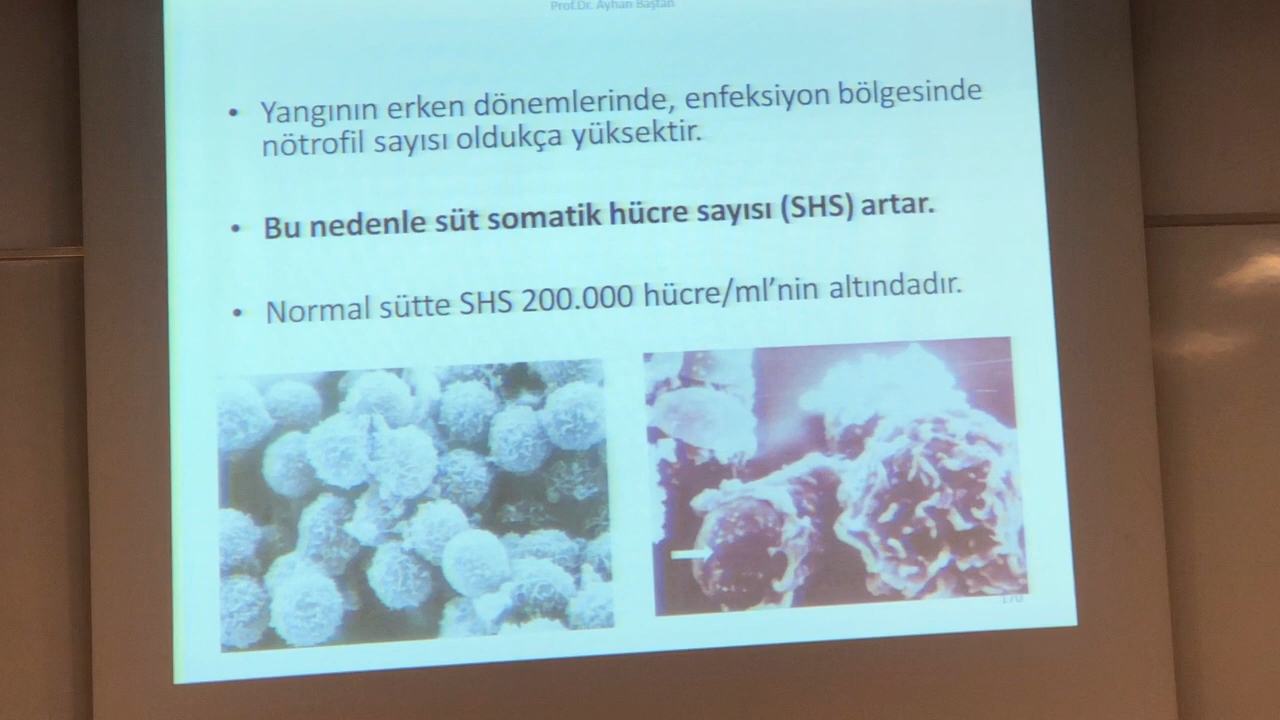 Prof.Dr. Ayhan Baştan
• Yangının erken dönemlerinde, enfeksiyon bölgesinde
nötrofil sayısı oldukça yüksektir.
• Bu nedenle süt somatik hücre sayısı (SHS) artar.
• Normal sütte SHS 200.000 hücre/ml’nin altındadır.